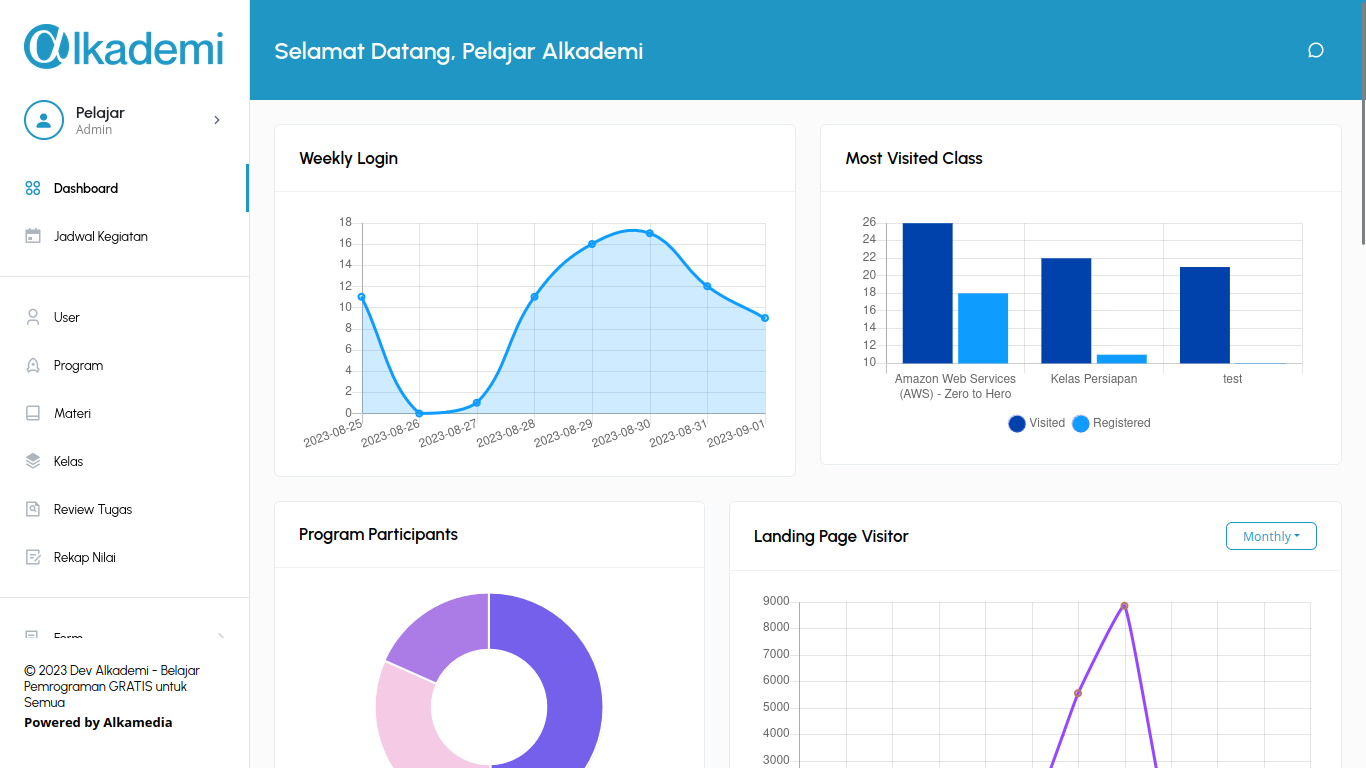 @lkademi
Selamat Datang, Pelajar Alkademi
Pelajar
Admin
Dashboard
Jadwal Kegiatan
User
Program
Materi
Kelas
Review Tugas
Rekap Nilai
Form
© 2023 Dev Alkademi - Belajar
Pemrograman GRATIS untuk
Semua
Powered by Alkamedia
Weekly Login
18
16
14
12
10
8
6
4
2
0
2023-08-25
2023-08-26
2023-08-27
2023-08-28
2023-08-29
2023-08-30
2023-08-31
2023-09-01
Most Visited Class
26
24
22
20
18
16
14
12
10
Amazon Web Services
(AWS) - Zero to Hero
Kelas Persiapan
test
Visited
Registered
Program Participants
Landing Page Visitor
Monthly
9000
8000
7000
6000
5000
4000
3000